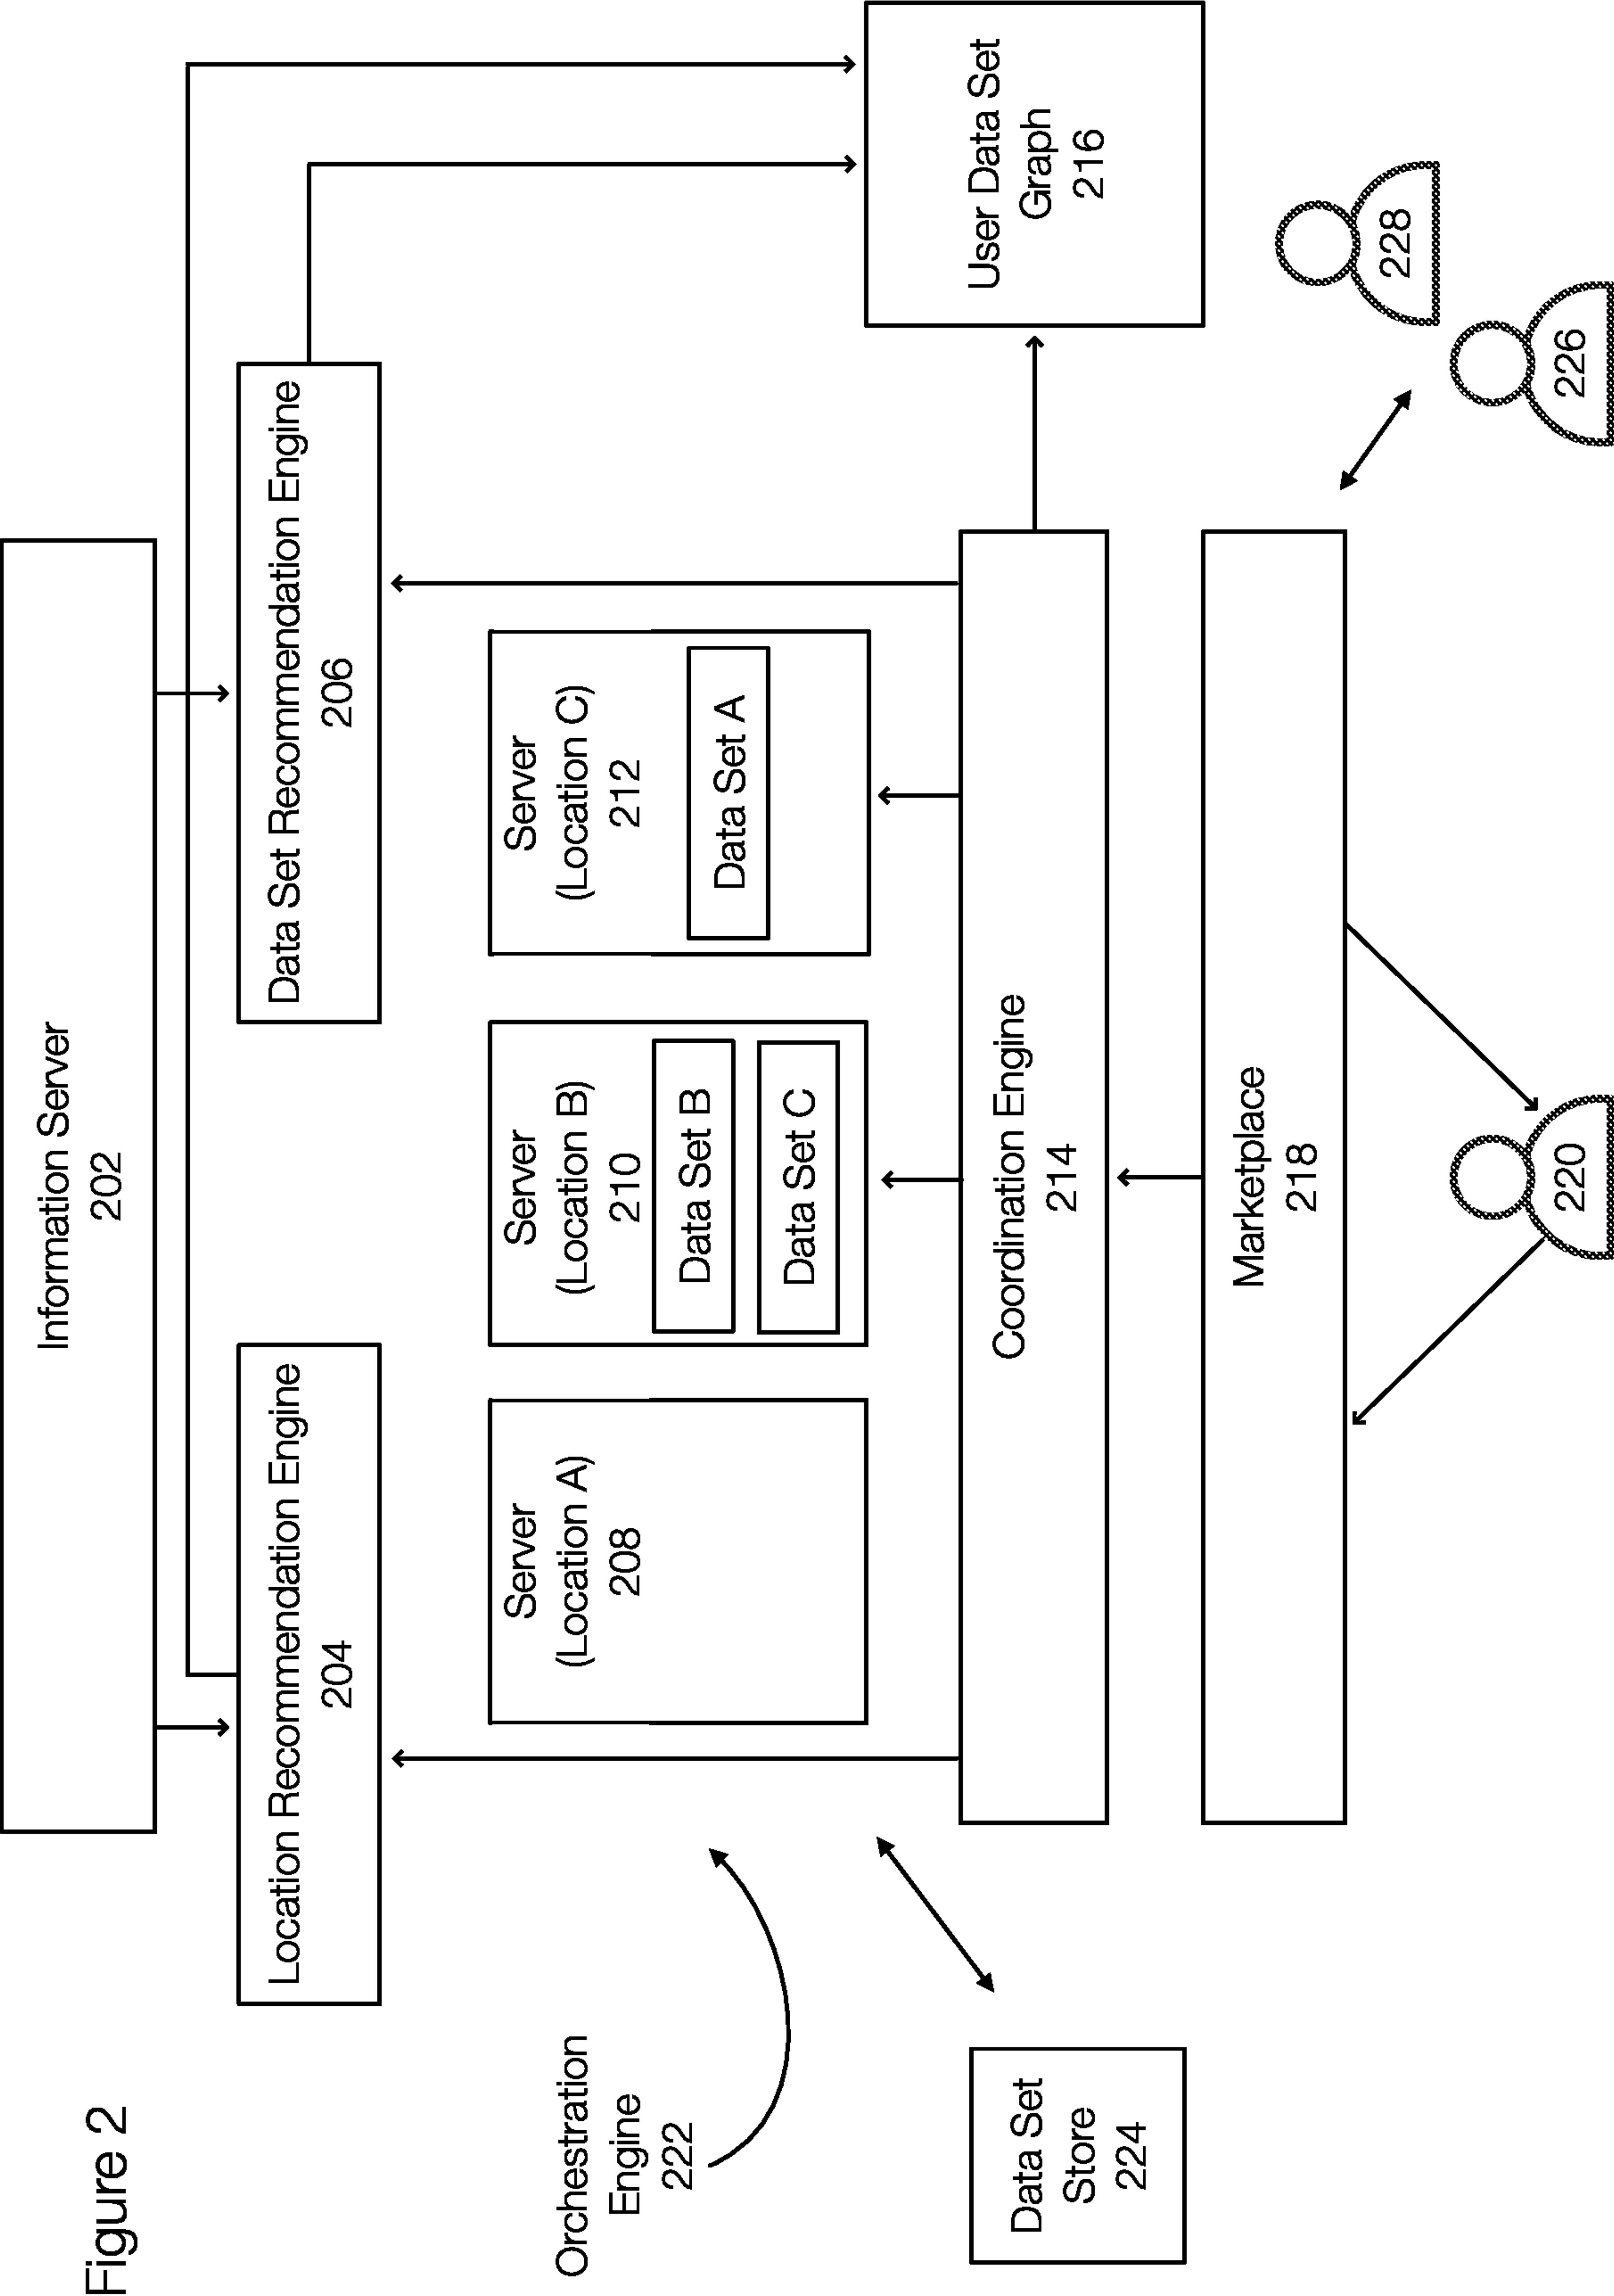 Figure 2
Information Server
202
Location Recommendation Engine
204
Data Set Recommendation Engine
206
Orchestration
Engine
222
Server
(Location A)
208
Server
(Location B)
210
Data Set B
Data Set C
Server
(Location C)
212
Data Set A
User Data Set
Graph
216
Data Set
Store
224
Coordination Engine
214
Marketplace
218
220
226
228